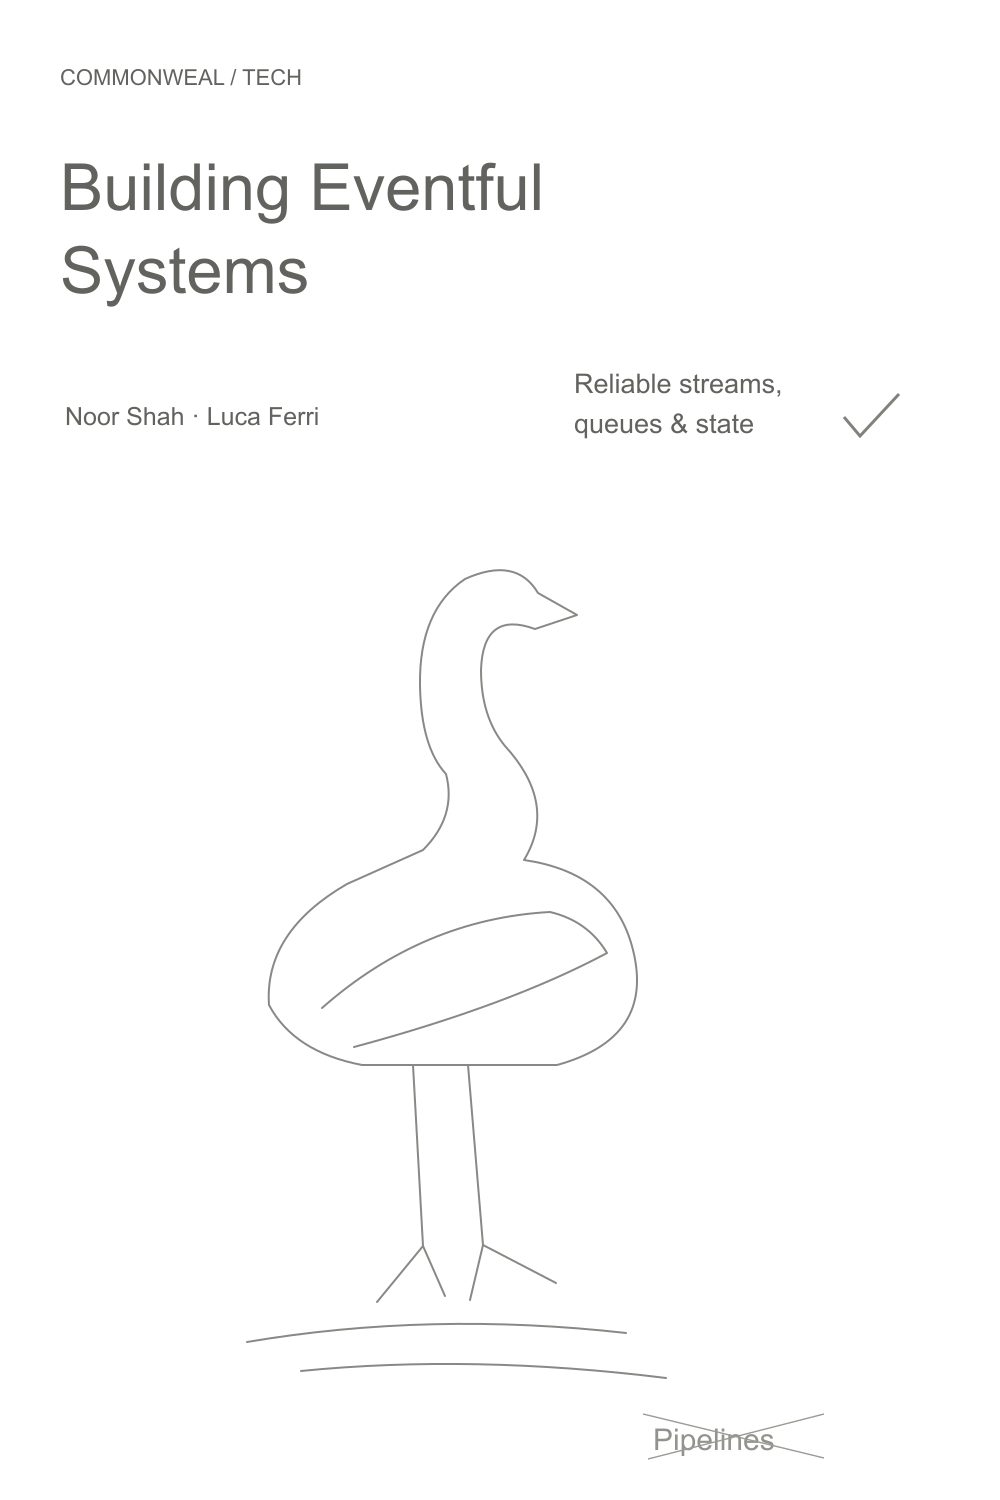 COMMONWEAL / TECH
Building Eventful
Systems
Noor Shah · Luca Ferri
Reliable streams,
queues & state
Pipelines